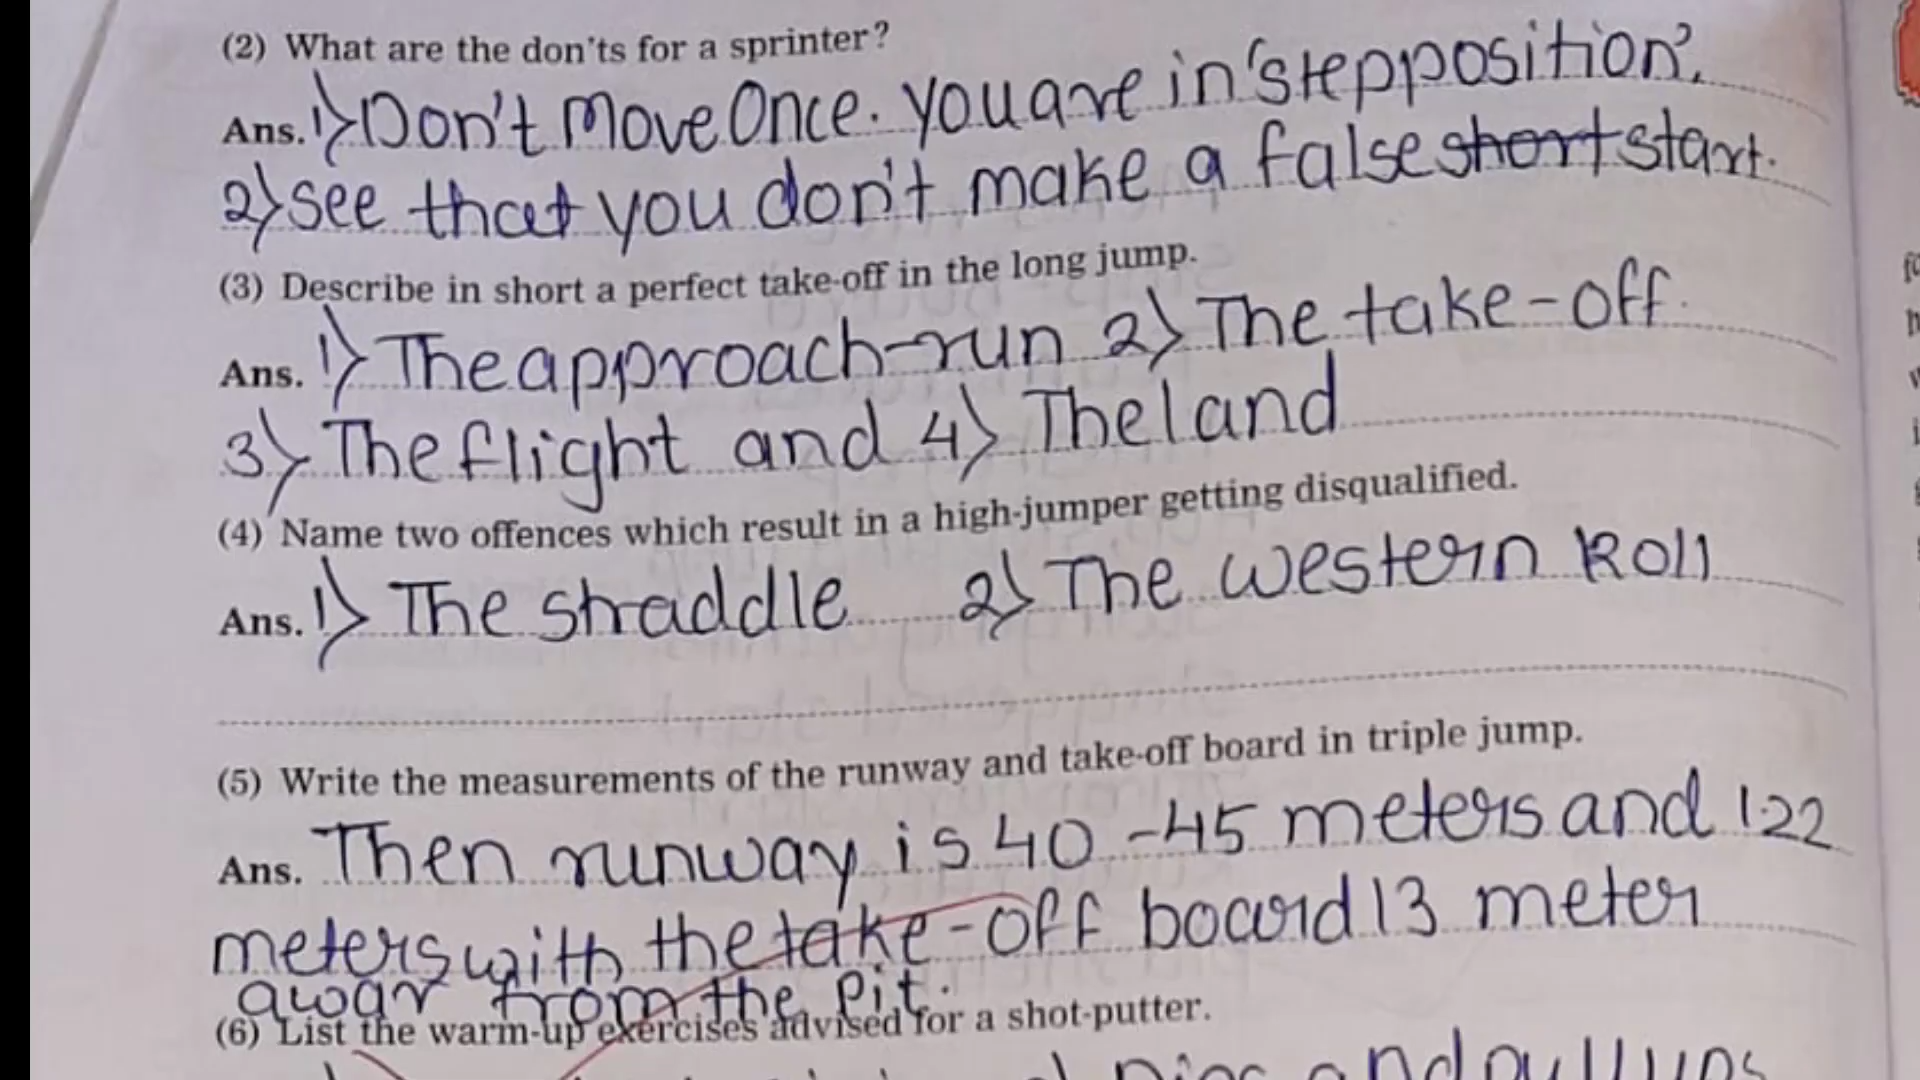 (2) What are the don'ts for a sprinter?
Ans. 1) Don't move Once. you are in 'step position'.
2) see that you don't make a false short start.
(3) Describe in short a perfect take-off in the long jump.
Ans. 1) The approach-run 2) The take-off.
3) The flight and 4) The land
(4) Name two offences which result in a high-jumper getting disqualified.
Ans. 1) The straddle 2) The western Roll
(5) Write the measurements of the runway and take-off board in triple jump.
Ans. Then runway is 40 -45 meters and 1.22
meters with the take-off board 13 meter
away from the Pit.
(6) List the warm-up exercises advised for a shot-putter.
and pull ups